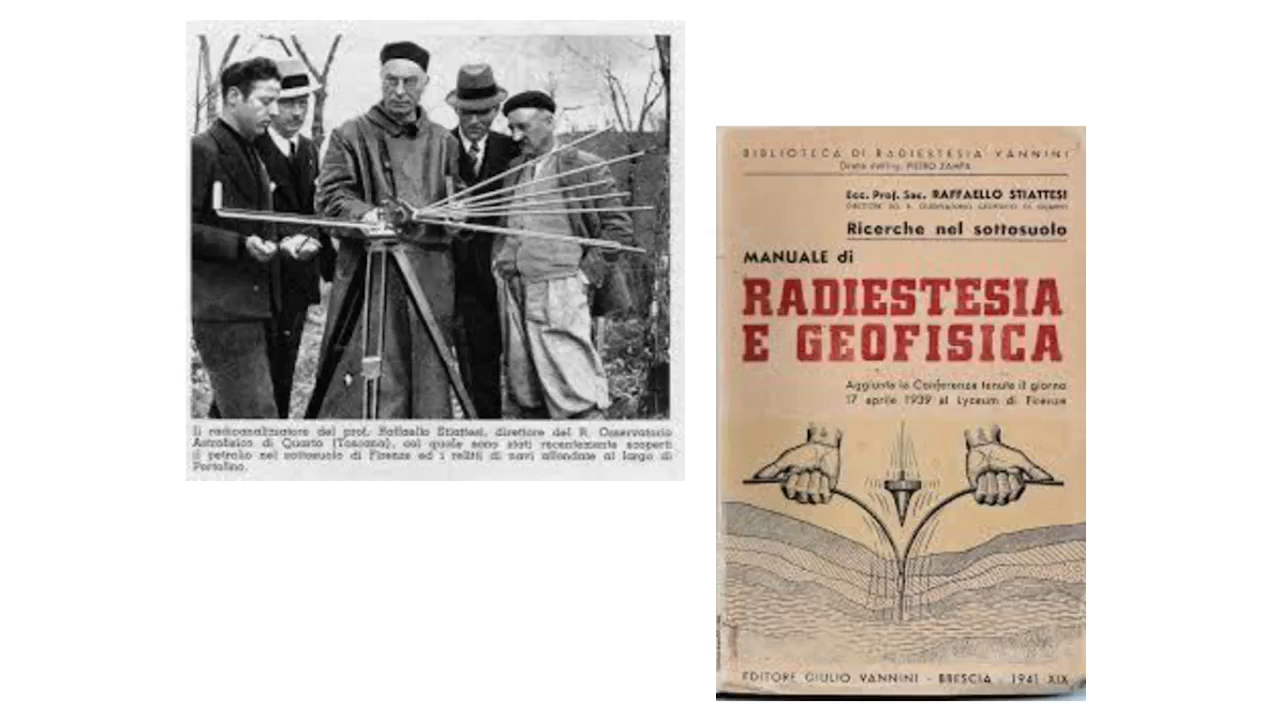 Il radioanalizzatore del prof. Raffaello Stiattesi, direttore del R. Osservatorio
Astrofisico di Quarto (Toscana), col quale sono stati recentemente scoperti
il petrolio nel sottosuolo di Firenze ed i relitti di navi affondate al largo di
Portofino.
BIBLIOTECA DI RADIESTESIA VANNINI
Diretta dall'ing. PIETRO ZAMPA
Ecc. Prof. Sac. RAFFAELLO STIATTESI
Ricerche nel sottosuolo
MANUALE di
RADIESTESIA
E GEOFISICA
Aggiunta la Conferenza tenuta il giorno
17 aprile 1939 al Lyceum di Firenze
EDITORE GIULIO VANNINI - BRESCIA - 1941 XIX